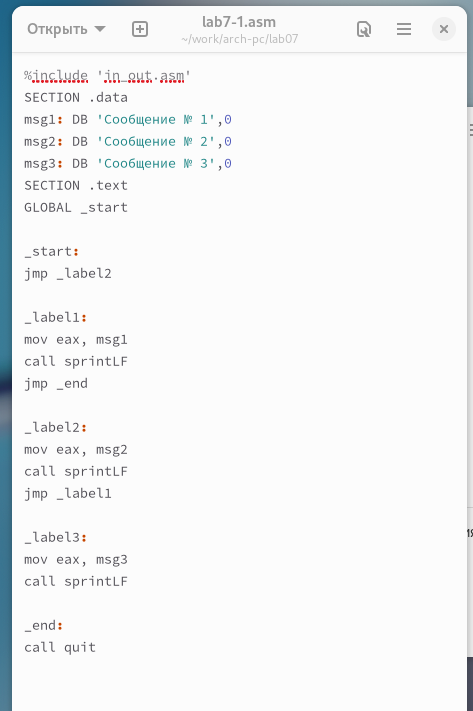 Открыть
lab7-1.asm
~/work/arch-pc/lab07
%include 'in_out.asm'
SECTION .data
msg1: DB 'Сообщение № 1',0
msg2: DB 'Сообщение № 2',0
msg3: DB 'Сообщение № 3',0
SECTION .text
GLOBAL _start
_start:
jmp _label2
_label1:
mov eax, msg1
call sprintLF
jmp _end
_label2:
mov eax, msg2
call sprintLF
jmp _label1
_label3:
mov eax, msg3
call sprintLF
_end:
call quit